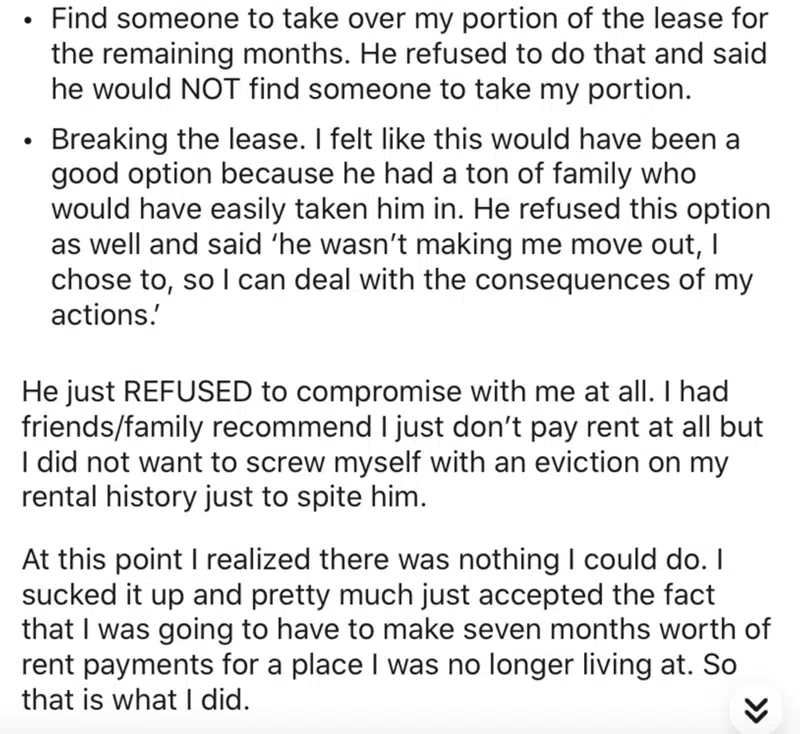 • Find someone to take over my portion of the lease for
the remaining months. He refused to do that and said
he would NOT find someone to take my portion.
• Breaking the lease. I felt like this would have been a
good option because he had a ton of family who
would have easily taken him in. He refused this option
as well and said ‘he wasn’t making me move out, I
chose to, so I can deal with the consequences of my
actions.’
He just REFUSED to compromise with me at all. I had
friends/family recommend I just don’t pay rent at all but
I did not want to screw myself with an eviction on my
rental history just to spite him.
At this point I realized there was nothing I could do. I
sucked it up and pretty much just accepted the fact
that I was going to have to make seven months worth of
rent payments for a place I was no longer living at. So
that is what I did.